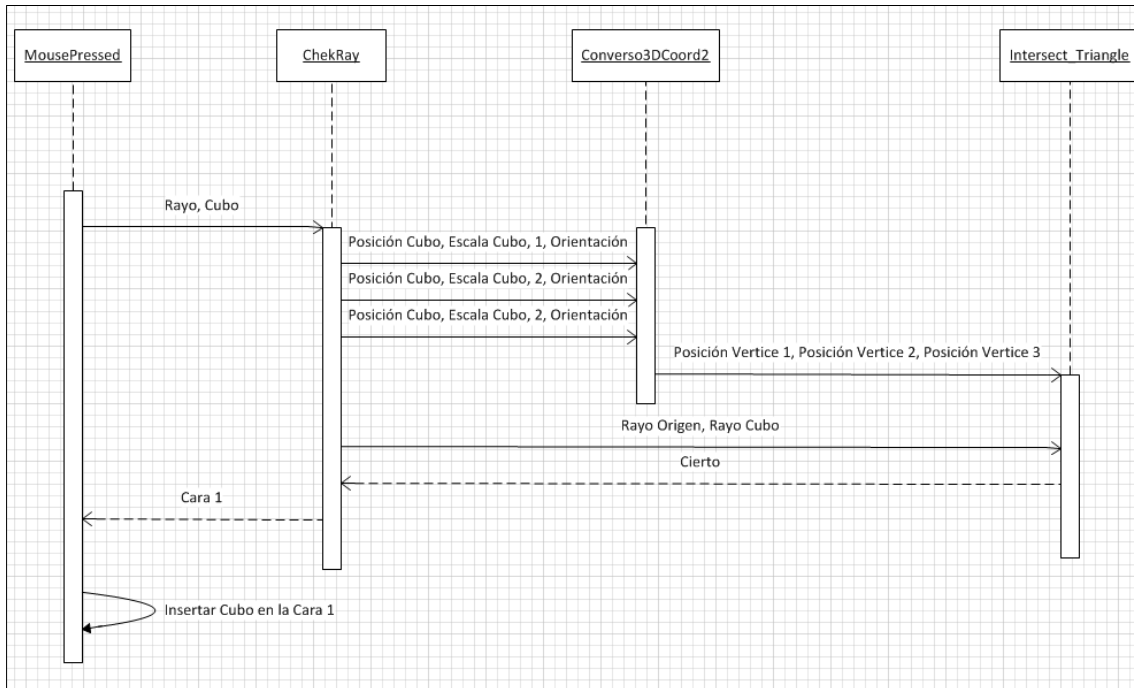 MousePressed
ChekRay
Converso3DCoord2
Intersect_Triangle
Rayo, Cubo
Posición Cubo, Escala Cubo, 1, Orientación
Posición Cubo, Escala Cubo, 2, Orientación
Posición Cubo, Escala Cubo, 2, Orientación
Posición Vertice 1, Posición Vertice 2, Posición Vertice 3
Rayo Origen, Rayo Cubo
Cierto
Cara 1
Insertar Cubo en la Cara 1